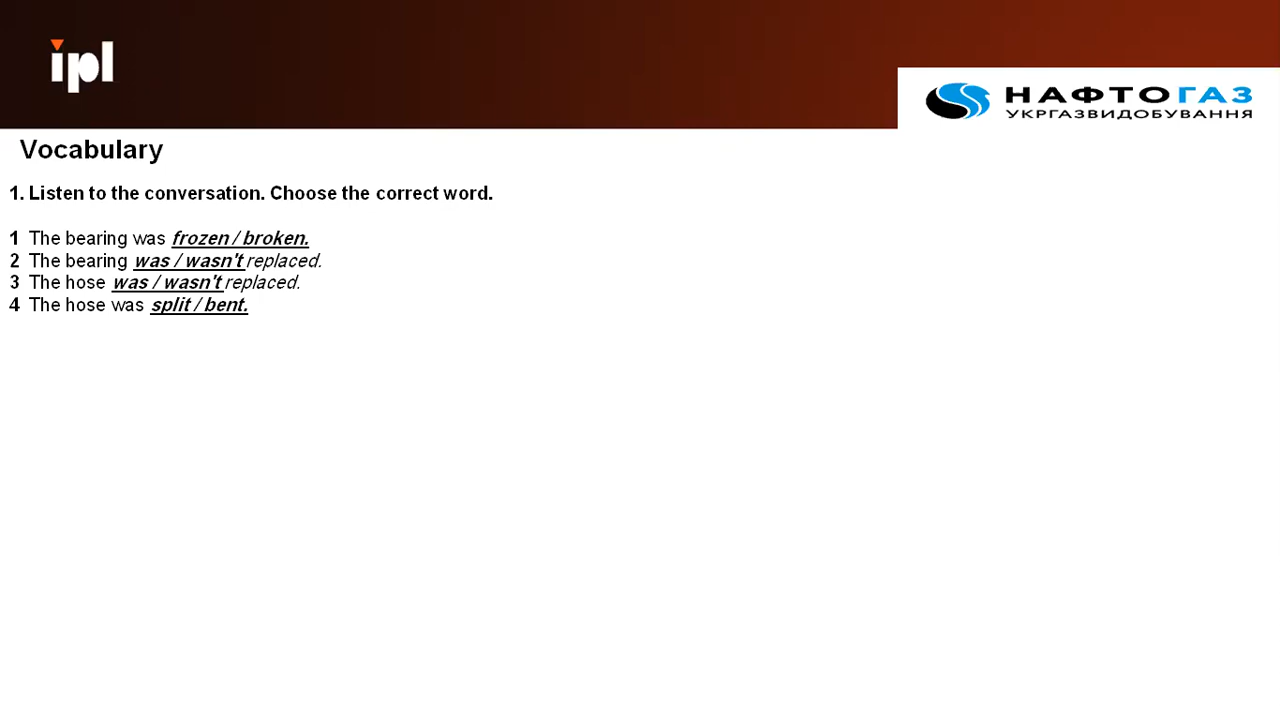 ipl
НАФТОГАЗ
УКРГАЗВИДОБУВАННЯ
Vocabulary
1. Listen to the conversation. Choose the correct word.
1 The bearing was frozen / broken.
2 The bearing was / wasn't replaced.
3 The hose was / wasn't replaced.
4 The hose was split / bent.